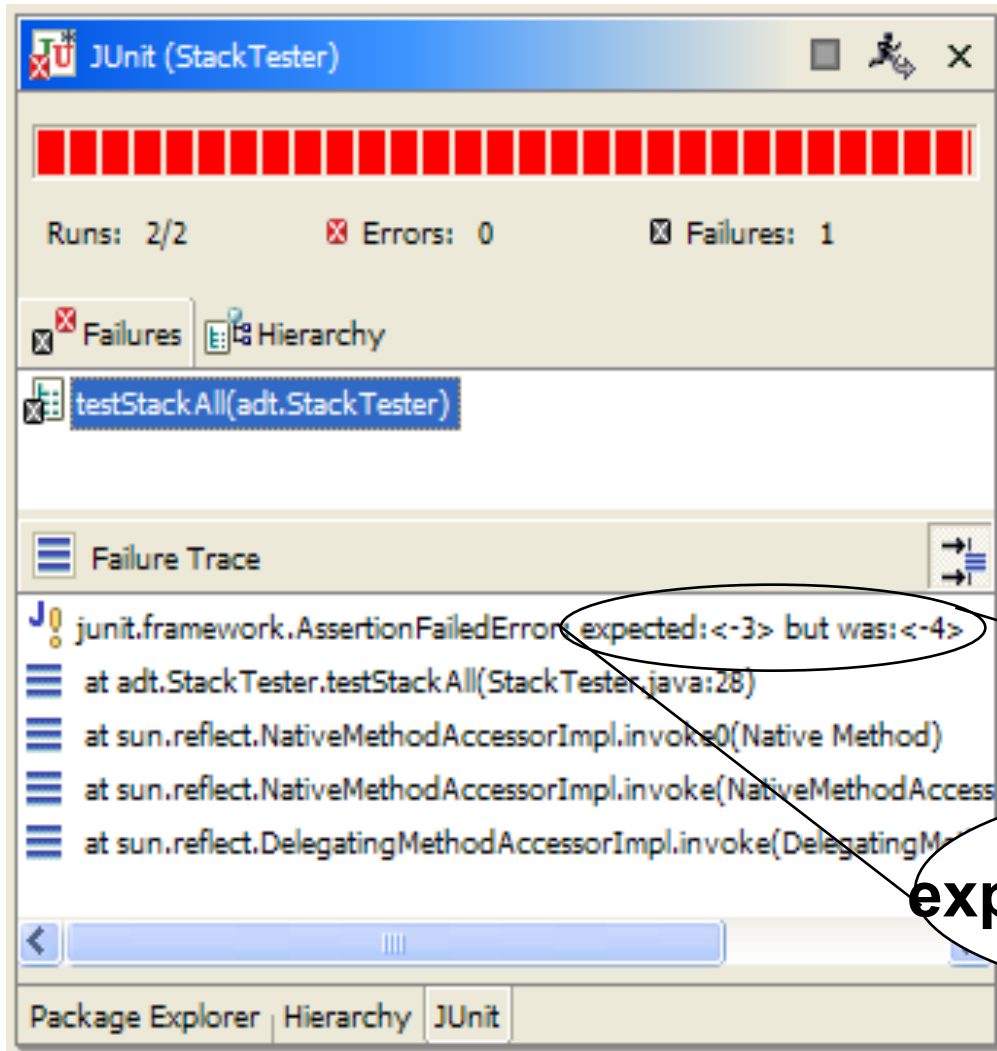 JUnit (StackTester)
Runs: 2/2 Errors: 0 Failures: 1
Failures Hierarchy
testStackAll(adt.StackTester)
Failure Trace
junit.framework.AssertionFailedError: expected:<-3> but was:<-4>
at adt.StackTester.testStackAll(StackTester.java:28)
at sun.reflect.NativeMethodAccessorImpl.invoke0(Native Method)
at sun.reflect.NativeMethodAccessorImpl.invoke(NativeMethodAccess
at sun.reflect.DelegatingMethodAccessorImpl.invoke(DelegatingM
exp
Package Explorer Hierarchy JUnit